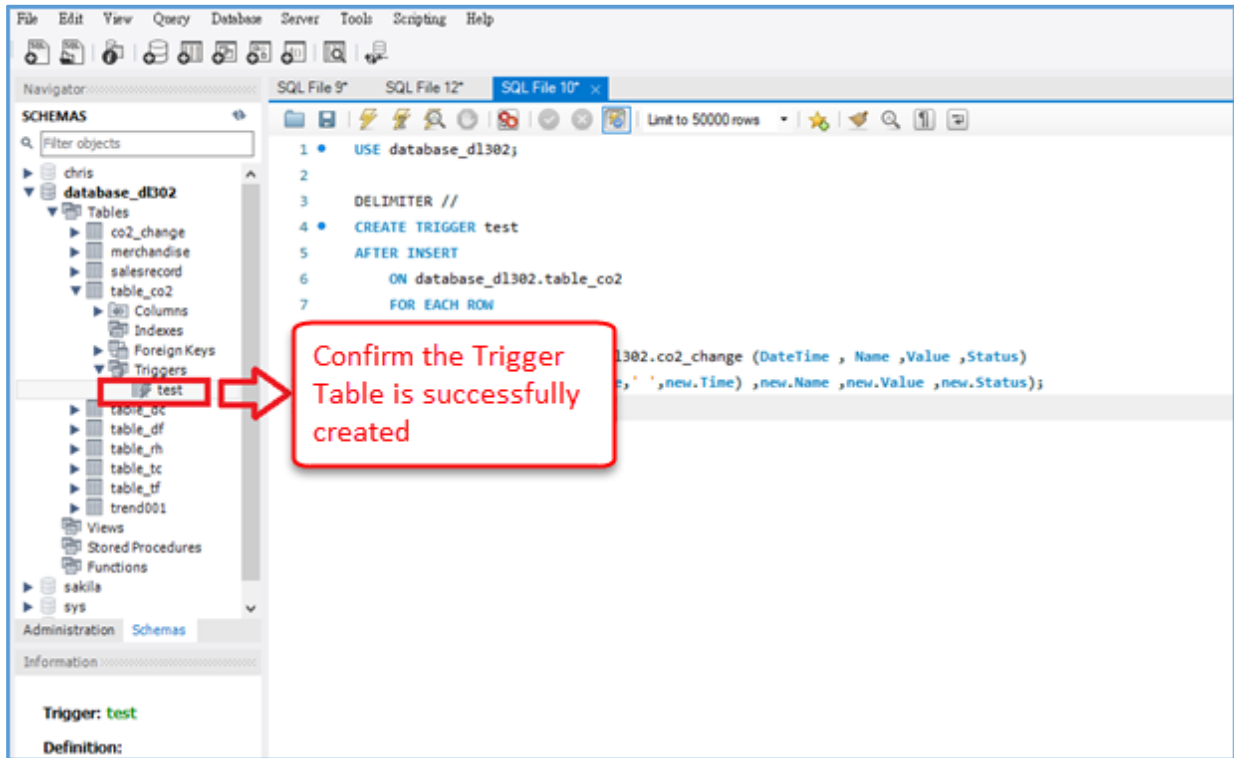 File Edit View Query Database Server Tools Scripting Help
Navigator
SCHEMAS
Filter objects
chris
database_dl302
Tables
co2_change
merchandise
salesrecord
table_co2
Columns
Indexes
Foreign Keys
Triggers
test
table_dc
table_df
table_rh
table_tc
table_tf
trend001
Views
Stored Procedures
Functions
sakila
sys
Administration Schemas
Information
Trigger: test
Definition:
SQL File 9* SQL File 12* SQL File 10*
Limit to 50000 rows
1 USE database_dl302;
2
3 DELIMITER //
4 CREATE TRIGGER test
5 AFTER INSERT
6 ON database_dl302.table_co2
7 FOR EACH ROW
l302.co2_change (DateTime , Name ,Value ,Status)
e,' ',new.Time) ,new.Name ,new.Value ,new.Status);
Confirm the Trigger
Table is successfully
created